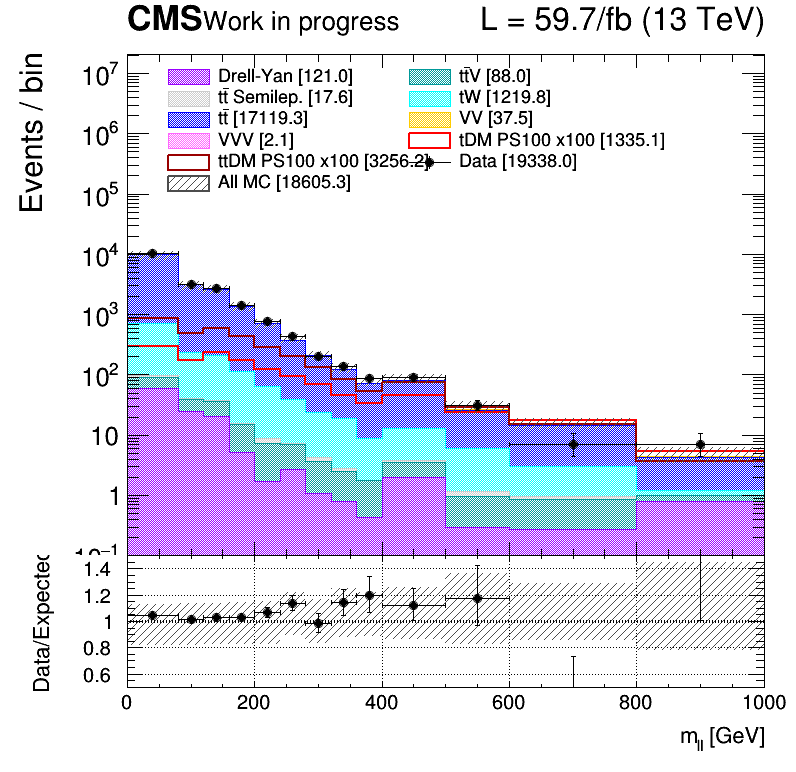 CMS Work in progress L = 59.7/fb (13 TeV)
Events / bin
Drell-Yan [121.0] tt̄V [88.0]
tt̄ Semilep. [17.6] tW [1219.8]
tt̄ [17119.3] VV [37.5]
VVV [2.1] tDM PS100 x100 [1335.1]
ttDM PS100 x100 [3256.2] Data [19338.0]
All MC [18605.3]
10⁷
10⁶
10⁵
10⁴
10³
10²
10
1
10⁻¹
Data/Expected
1.4
1.2
1
0.8
0.6
0 200 400 600 800 1000
m_ll [GeV]